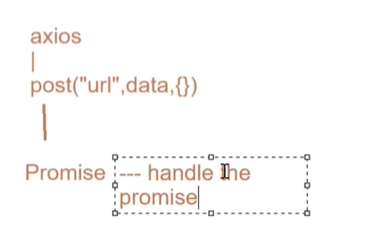 axios
|
post("url",data,{})
|
Promise --- handle the
promise